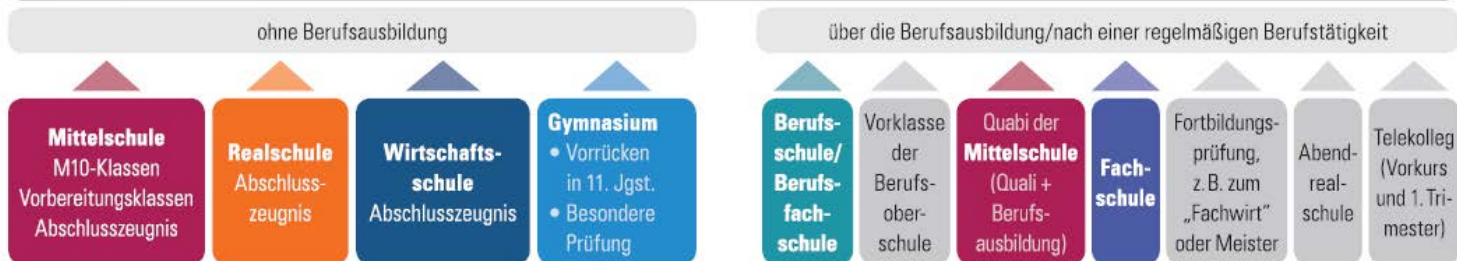 ohne Berufsausbildung
Mittelschule
M10-Klassen
Vorbereitungsklassen
Abschlusszeugnis
Realschule
Abschluss-
zeugnis
Wirtschafts-
schule
Abschlusszeugnis
Gymnasium
• Vorrücken
in 11. Jgst.
• Besondere
Prüfung
über die Berufsausbildung/nach einer regelmäßigen Berufstätigkeit
Berufs-
schule/
Berufs-
fach-
schule
Vorklasse
der
Berufs-
ober-
schule
Quabi der
Mittelschule
(Quali +
Berufs-
ausbildung)
Fach-
schule
Fortbildungs-
prüfung,
z. B. zum
„Fachwirt“
oder Meister
Abend-
real-
schule
Telekolleg
(Vorkurs
und 1. Tri-
mester)